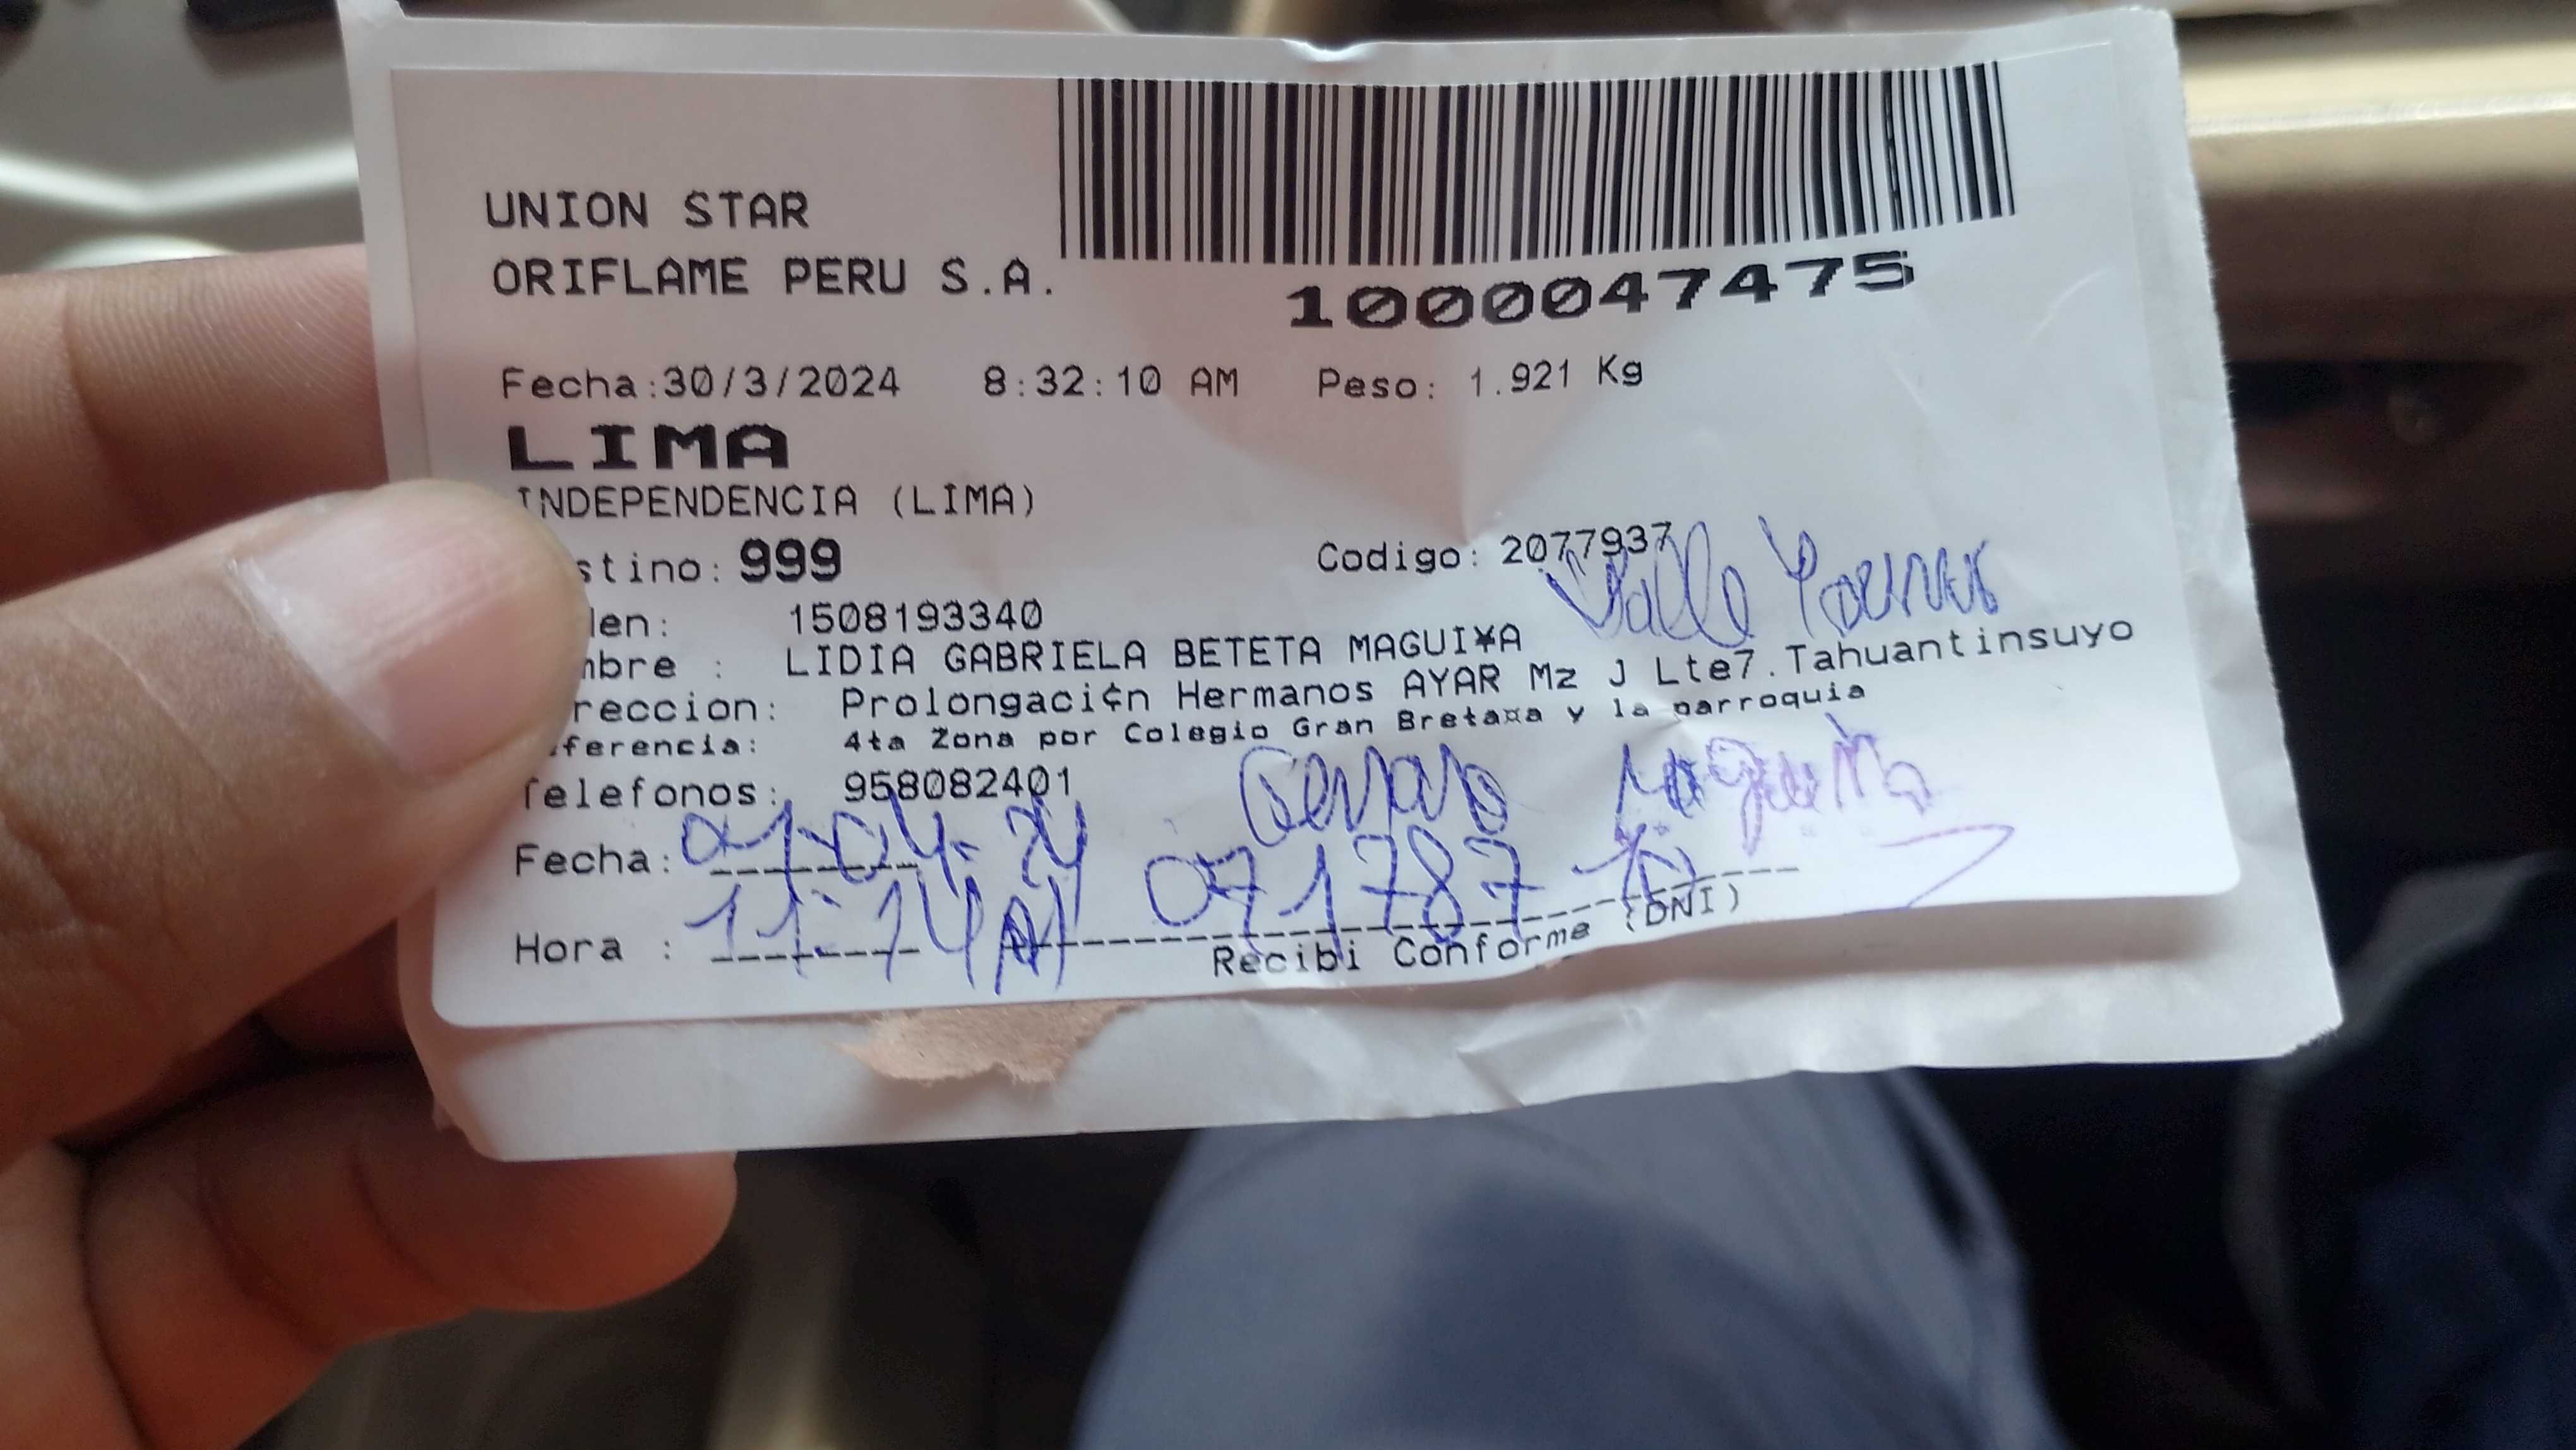 UNION STAR
ORIFLAME PERU S.A.
1000047475
Fecha:30/3/2024 8:32:10 AM Peso: 1.921 Kg
LIMA
INDEPENDENCIA (LIMA)
stino: 999 Codigo: 2077937
den: 1508193340
mbre : LIDIA GABRIELA BETETA MAGUI¥A
reccion: Prolongaci¢n Hermanos AYAR Mz J Lte7.Tahuantinsuyo
ferencia: 4ta Zona por Colegio Gran Breta¤a y la parroquia
Telefonos: 958082401
Fecha: 01-04-24
Hora : 11:14 AM
Recibi Conforme (DNI)